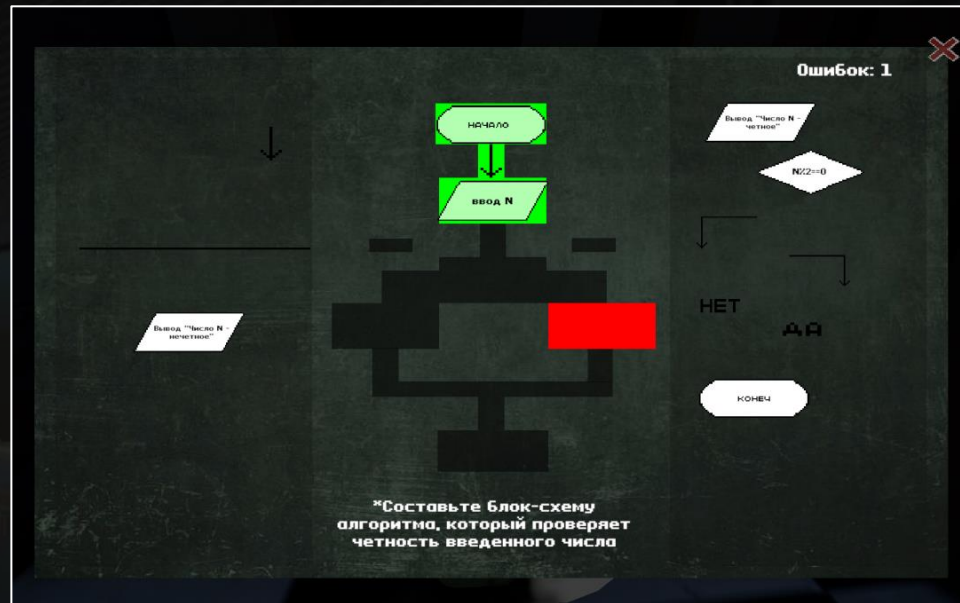 Ошибок: 1
НАЧАЛО
ввод N
Вывод "Число N -
четное"
N%2==0
НЕТ
ДА
Вывод "Число N -
нечетное"
КОНЕЧ
*Составьте блок-схему
алгоритма, который проверяет
четность введенного числа